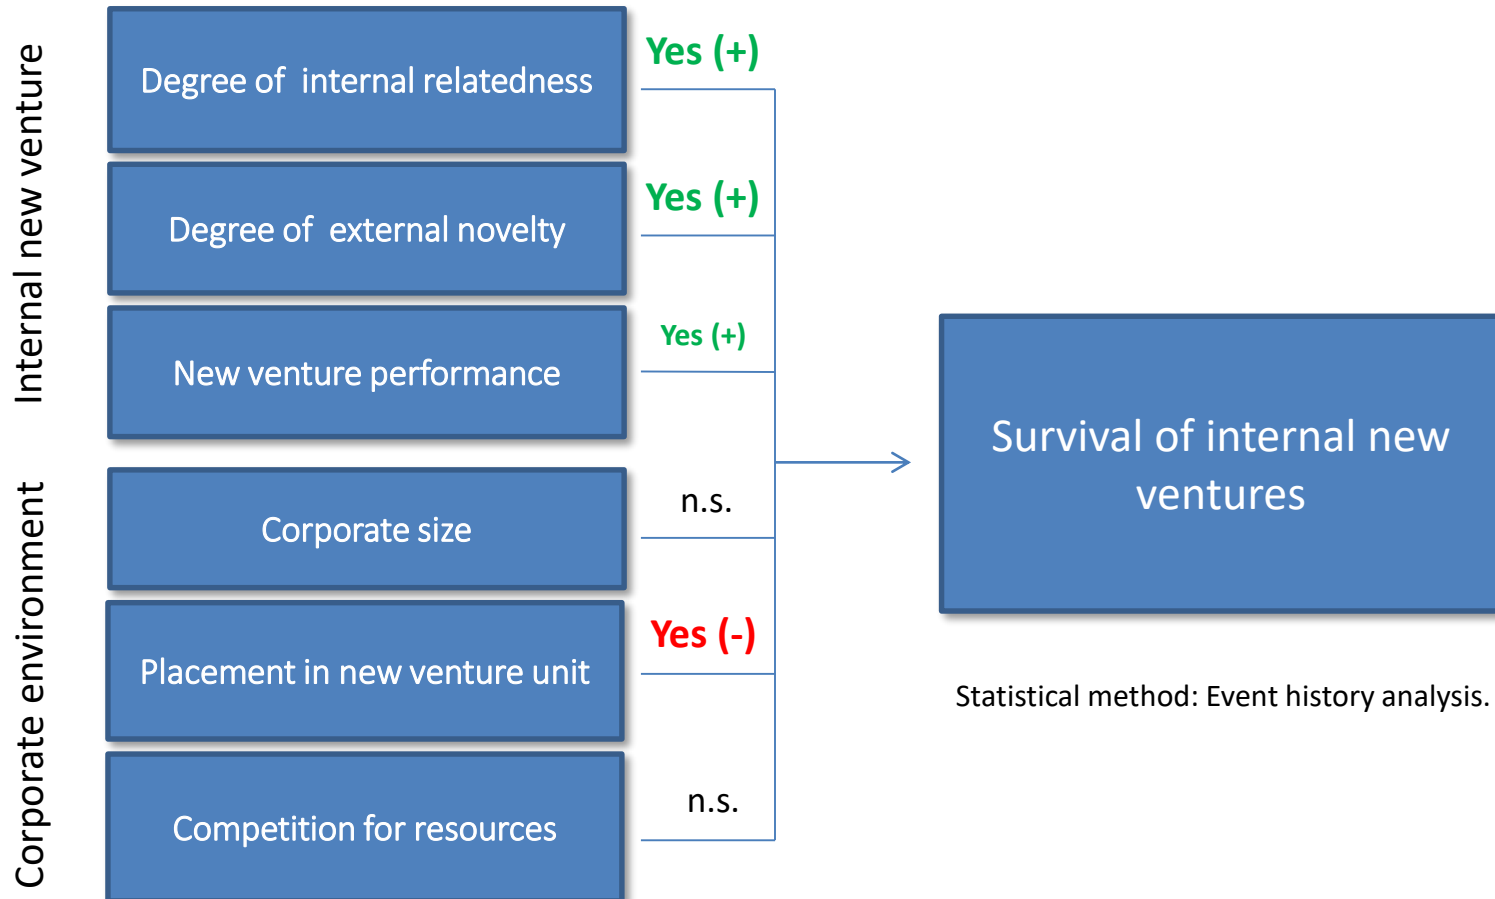 Internal new venture
Degree of internal relatedness
Yes (+)
Degree of external novelty
Yes (+)
New venture performance
Yes (+)
Corporate environment
Corporate size
n.s.
Placement in new venture unit
Yes (-)
Competition for resources
n.s.
Survival of internal new
ventures
Statistical method: Event history analysis.